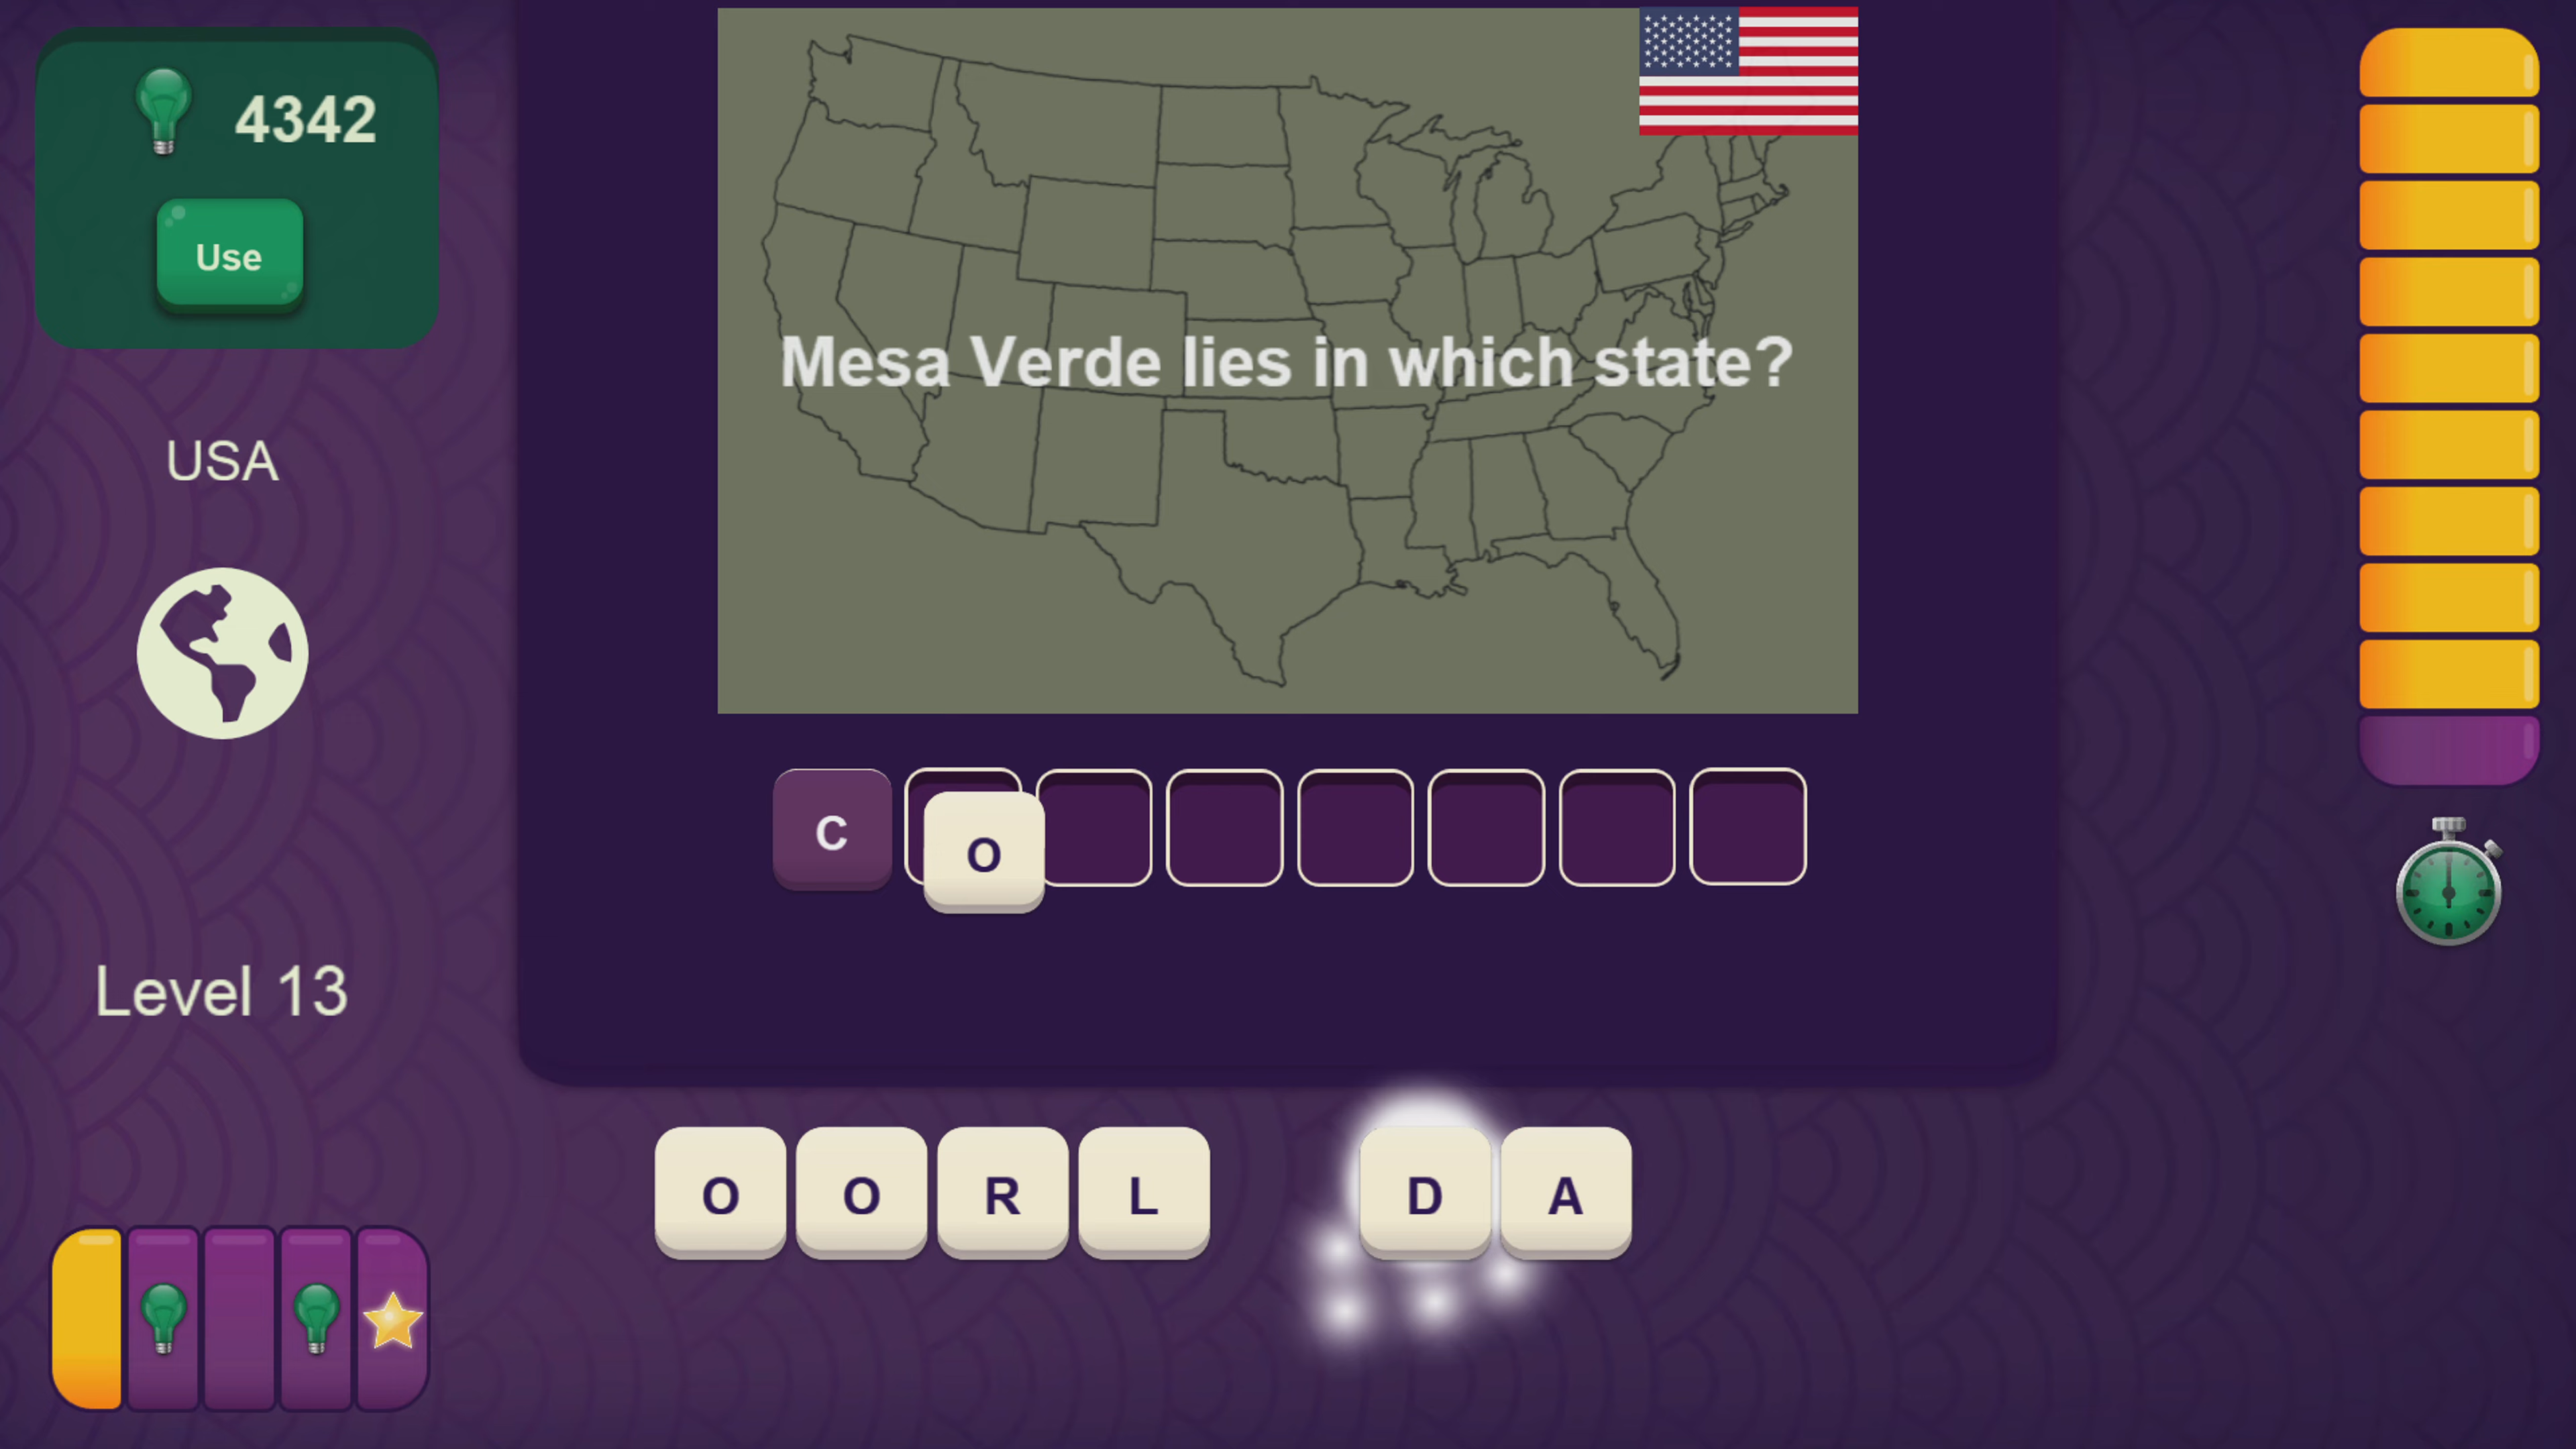 4342
Use
USA
Level 13
Mesa Verde lies in which state?
C O
O O R L D A